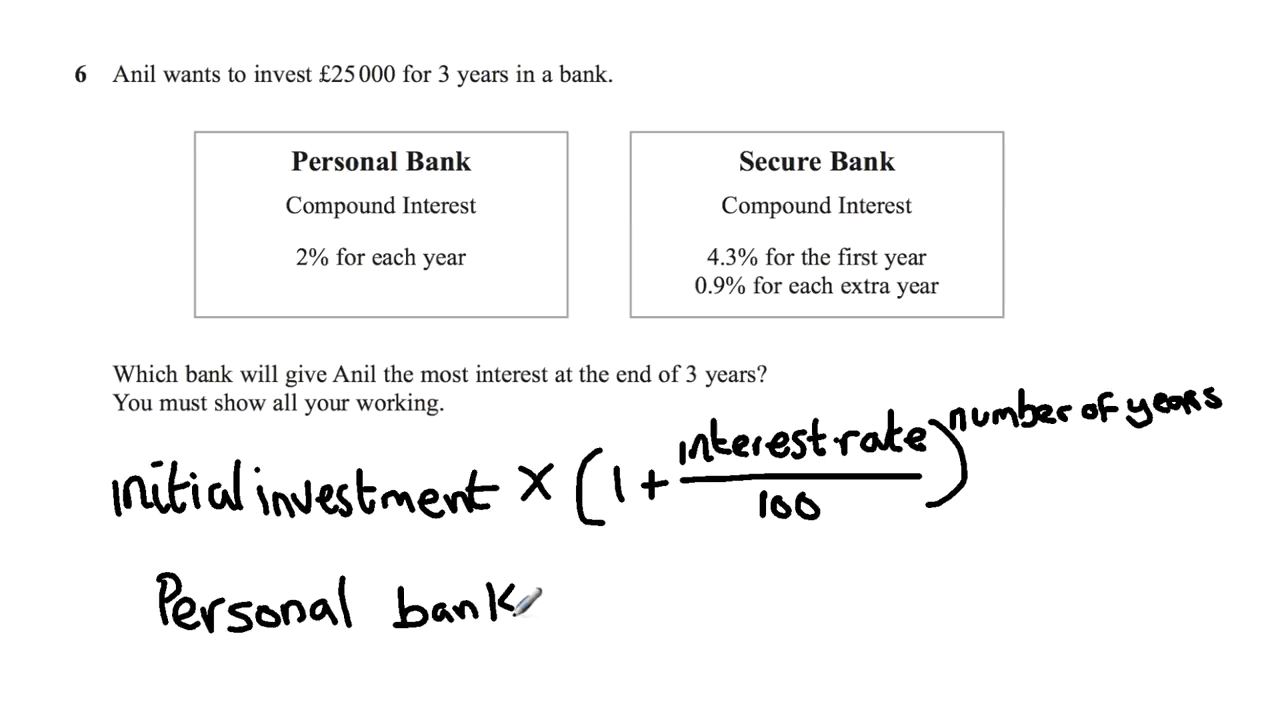 6 Anil wants to invest £25 000 for 3 years in a bank.
Personal Bank
Compound Interest
2% for each year
Secure Bank
Compound Interest
4.3% for the first year
0.9% for each extra year
Which bank will give Anil the most interest at the end of 3 years?
You must show all your working.
initial investment × (1 + interest rate / 100) number of years
Personal bank